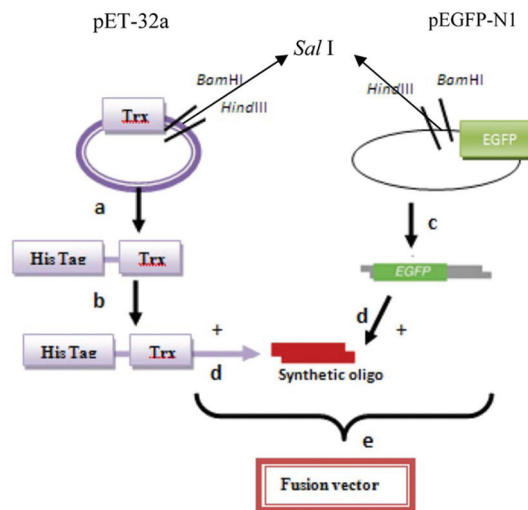 pET-32a
pEGFP-N1
Sal I
BamHI
HindIII
Trx
HindIII
BamHI
EGFP
a
c
His Tag
Trx
EGFP
b
d
+
+
His Tag
Trx
d
Synthetic oligo
e
Fusion vector